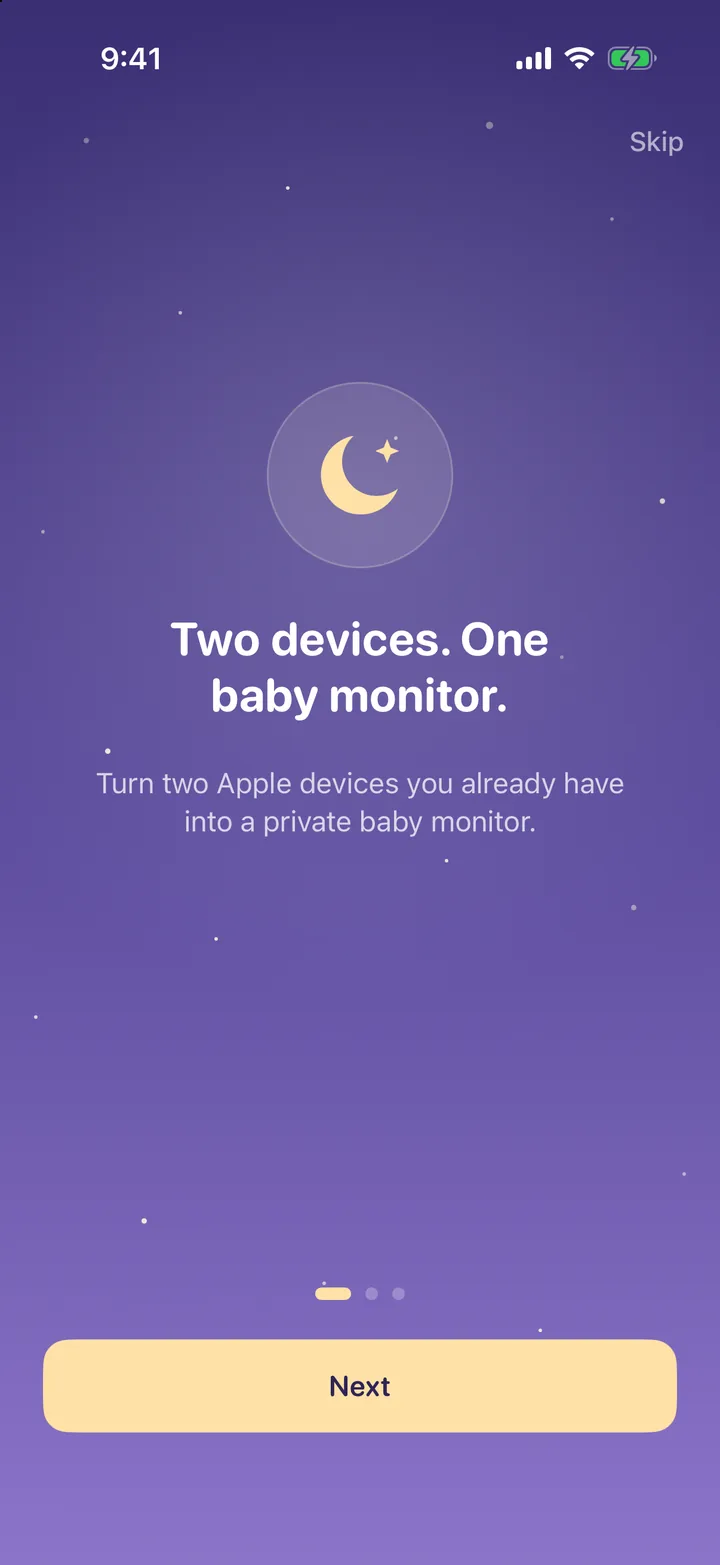 9:41
Skip
Two devices. One
baby monitor.
Turn two Apple devices you already have
into a private baby monitor.
Next